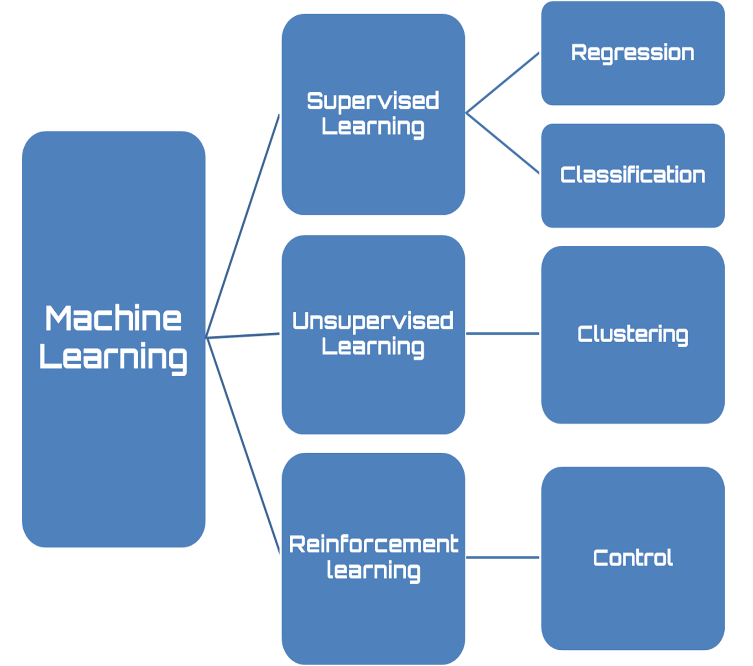 Machine
Learning
Supervised
Learning
Regression
Classification
Unsupervised
Learning
Clustering
Reinforcement
learning
Control